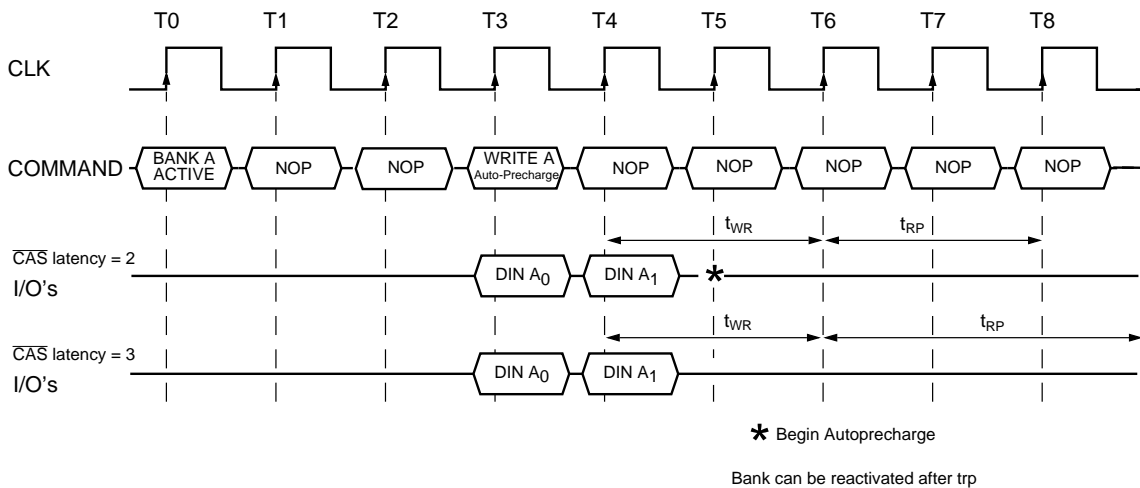 T0 T1 T2 T3 T4 T5 T6 T7 T8
CLK
COMMAND
BANK A
ACTIVE
NOP
NOP
WRITE A
Auto-Precharge
NOP
NOP
NOP
NOP
NOP
tWR
tRP
CAS latency = 2
I/O's
DIN A0
DIN A1
*
tWR
tRP
CAS latency = 3
I/O's
DIN A0
DIN A1
* Begin Autoprecharge
Bank can be reactivated after trp